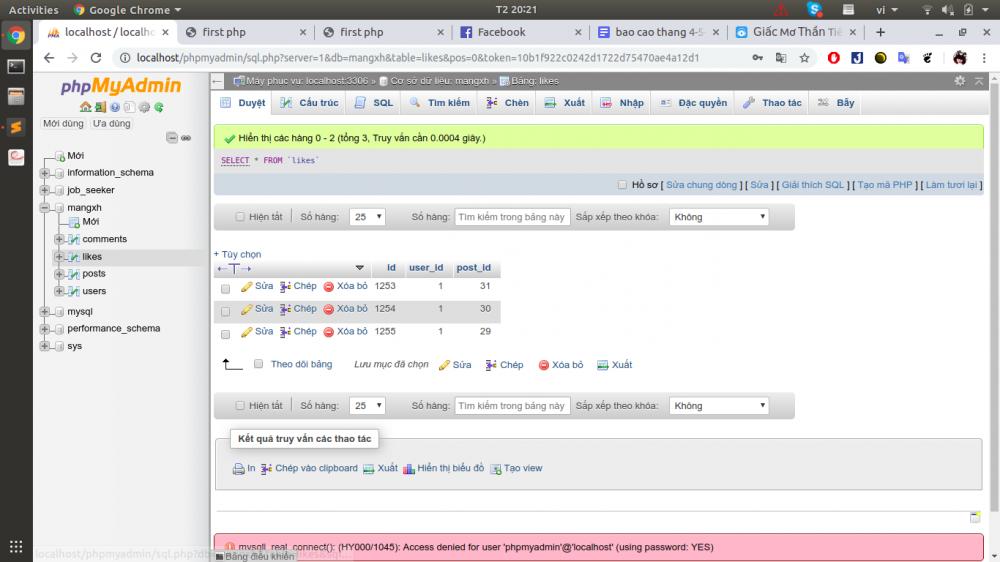 Activities Google Chrome T2 20:21 vi
localhost / localho first php first php Facebook bao cao thang 4-5- Giấc Mơ Thần Tiê
localhost/phpmyadmin/sql.php?server=1&db=mangxh&table=likes&pos=0&token=10b1f922c0242d1722d75470ae4a12d1
phpMyAdmin
Mới dùng Ưa dùng
Mới
information_schema
job_seeker
mangxh
Mới
comments
likes
posts
users
mysql
performance_schema
sys
Máy phục vụ: localhost:3306 » Cơ sở dữ liệu: mangxh » Bảng: likes
Duyệt Cấu trúc SQL Tìm kiếm Chèn Xuất Nhập Đặc quyền Thao tác Bẫy
Hiển thị các hàng 0 - 2 (tổng 3, Truy vấn cần 0.0004 giây.)
SELECT * FROM `likes`
Hồ sơ [ Sửa chung dòng ] [ Sửa ] [ Giải thích SQL ] [ Tạo mã PHP ] [ Làm tươi lại ]
Hiện tất Số hàng: 25 Số hàng: Tìm kiếm trong bảng này Sắp xếp theo khóa: Không
+ Tùy chọn
←T→ id user_id post_id
Sửa Chép Xóa bỏ 1253 1 31
Sửa Chép Xóa bỏ 1254 1 30
Sửa Chép Xóa bỏ 1255 1 29
Theo dõi bảng Lưu mục đã chọn Sửa Chép Xóa bỏ Xuất
Hiện tất Số hàng: 25 Số hàng: Tìm kiếm trong bảng này Sắp xếp theo khóa: Không
Kết quả truy vấn các thao tác
In Chép vào clipboard Xuất Hiển thị biểu đồ Tạo view
mysqli_real_connect(): (HY000/1045): Access denied for user 'phpmyadmin'@'localhost' (using password: YES)
Bảng điều khiển